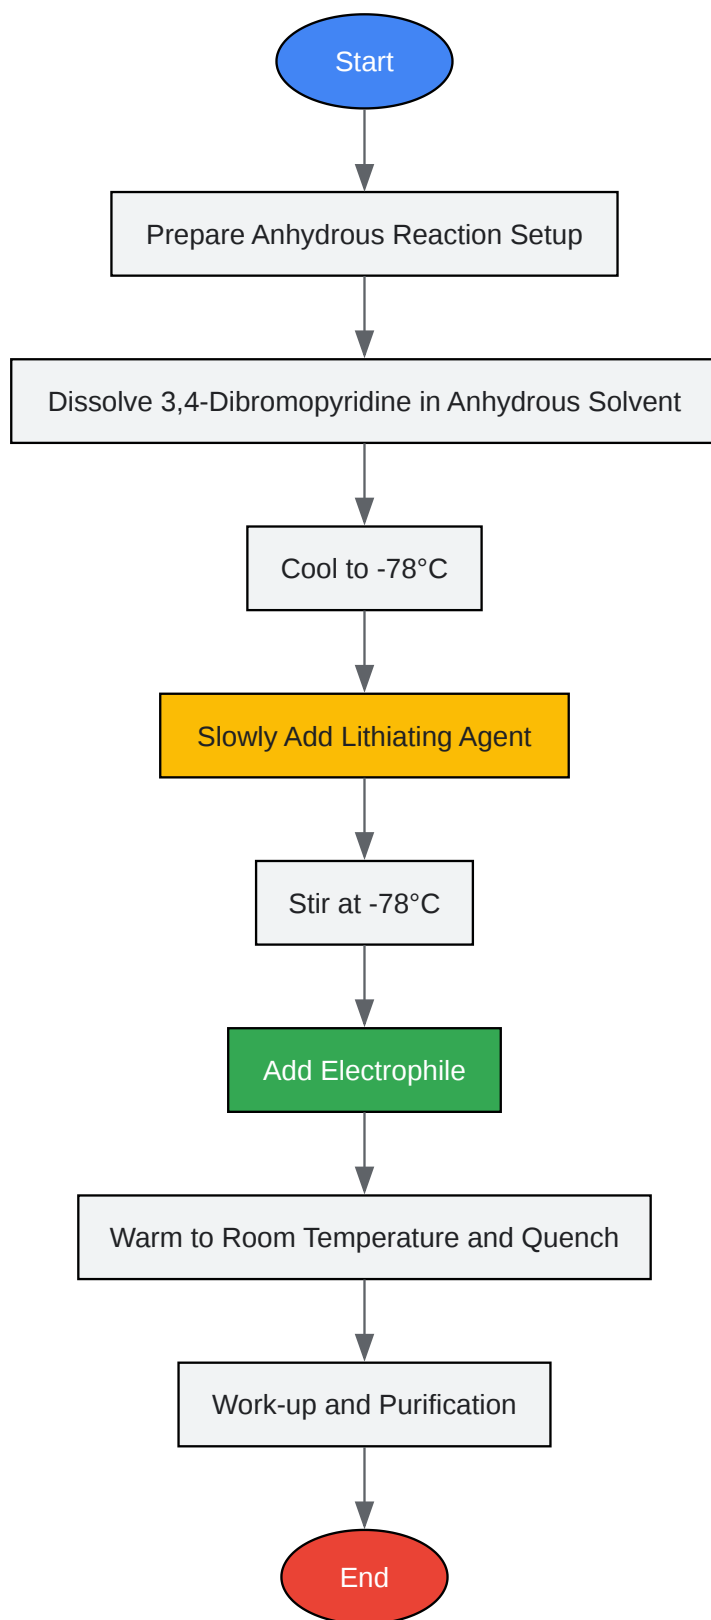 Start
Prepare Anhydrous Reaction Setup
Dissolve 3,4-Dibromopyridine in Anhydrous Solvent
Cool to -78°C
Slowly Add Lithiating Agent
Stir at -78°C
Add Electrophile
Warm to Room Temperature and Quench
Work-up and Purification
End